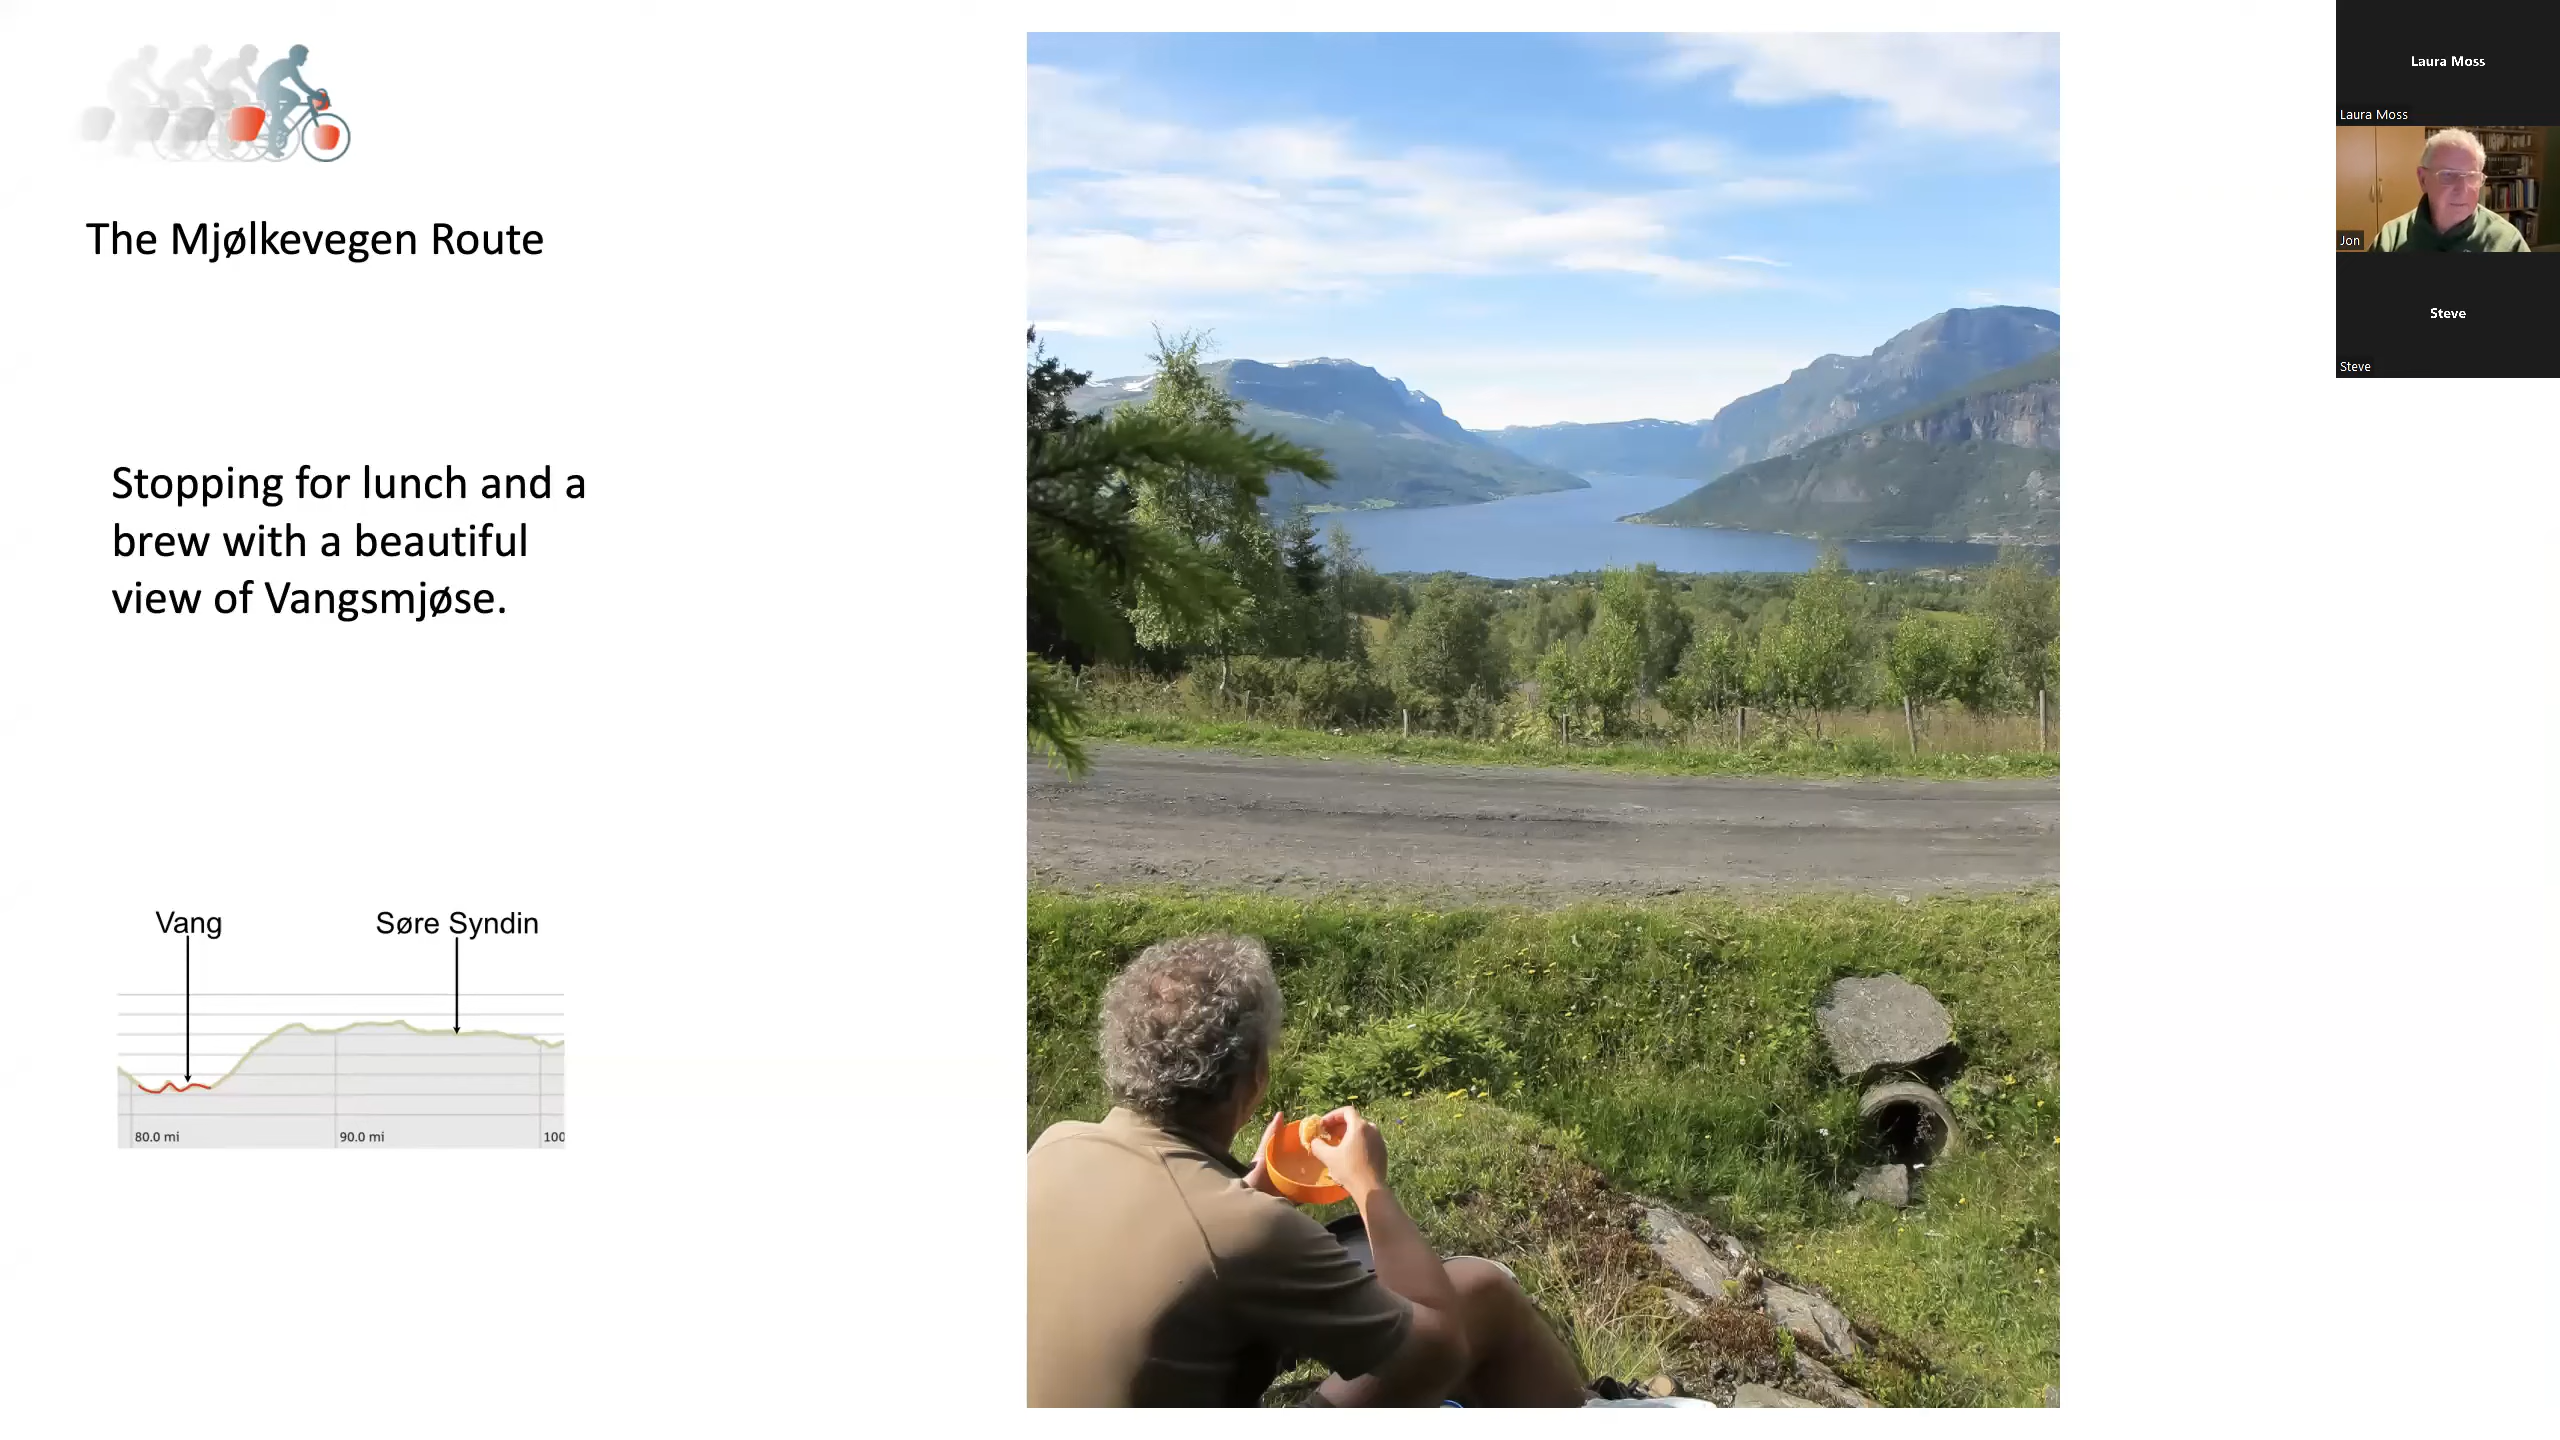 The Mjølkevegen Route
Stopping for lunch and a
brew with a beautiful
view of Vangsmjøse.
Vang
Søre Syndin
80.0 mi
90.0 mi
100
Laura Moss
Laura Moss
Jon
Steve
Steve